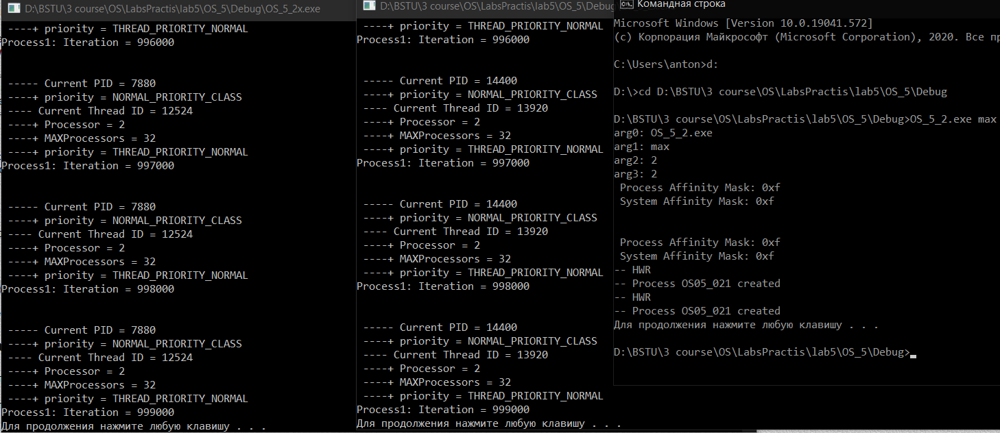 D:\BSTU\3 course\OS\LabsPractis\lab5\OS_5\Debug\OS_5_2x.exe
----+ priority = THREAD_PRIORITY_NORMAL
Process1: Iteration = 996000
----- Current PID = 7880
----+ priority = NORMAL_PRIORITY_CLASS
---- Current Thread ID = 12524
----+ Processor = 2
----+ MAXProcessors = 32
----+ priority = THREAD_PRIORITY_NORMAL
Process1: Iteration = 997000
----- Current PID = 7880
----+ priority = NORMAL_PRIORITY_CLASS
---- Current Thread ID = 12524
----+ Processor = 2
----+ MAXProcessors = 32
----+ priority = THREAD_PRIORITY_NORMAL
Process1: Iteration = 998000
----- Current PID = 7880
----+ priority = NORMAL_PRIORITY_CLASS
---- Current Thread ID = 12524
----+ Processor = 2
----+ MAXProcessors = 32
----+ priority = THREAD_PRIORITY_NORMAL
Process1: Iteration = 999000
Для продолжения нажмите любую клавишу . . .
D:\BSTU\3 course\OS\LabsPractis\lab5\OS_5\Debug
----+ priority = THREAD_PRIORITY_NORMAL
Process1: Iteration = 996000
----- Current PID = 14400
----+ priority = NORMAL_PRIORITY_CLASS
---- Current Thread ID = 13920
----+ Processor = 2
----+ MAXProcessors = 32
----+ priority = THREAD_PRIORITY_NORMAL
Process1: Iteration = 997000
----- Current PID = 14400
----+ priority = NORMAL_PRIORITY_CLASS
---- Current Thread ID = 13920
----+ Processor = 2
----+ MAXProcessors = 32
----+ priority = THREAD_PRIORITY_NORMAL
Process1: Iteration = 998000
----- Current PID = 14400
----+ priority = NORMAL_PRIORITY_CLASS
---- Current Thread ID = 13920
----+ Processor = 2
----+ MAXProcessors = 32
----+ priority = THREAD_PRIORITY_NORMAL
Process1: Iteration = 999000
Для продолжения нажмите любую клавишу . . .
Командная строка
Microsoft Windows [Version 10.0.19041.572]
(c) Корпорация Майкрософт (Microsoft Corporation), 2020. Все пр
C:\Users\anton>d:
D:\>cd D:\BSTU\3 course\OS\LabsPractis\lab5\OS_5\Debug
D:\BSTU\3 course\OS\LabsPractis\lab5\OS_5\Debug>OS_5_2.exe max
arg0: OS_5_2.exe
arg1: max
arg2: 2
arg3: 2
Process Affinity Mask: 0xf
System Affinity Mask: 0xf
Process Affinity Mask: 0xf
System Affinity Mask: 0xf
-- HWR
-- Process OS05_021 created
-- HWR
-- Process OS05_021 created
Для продолжения нажмите любую клавишу . . .
D:\BSTU\3 course\OS\LabsPractis\lab5\OS_5\Debug>